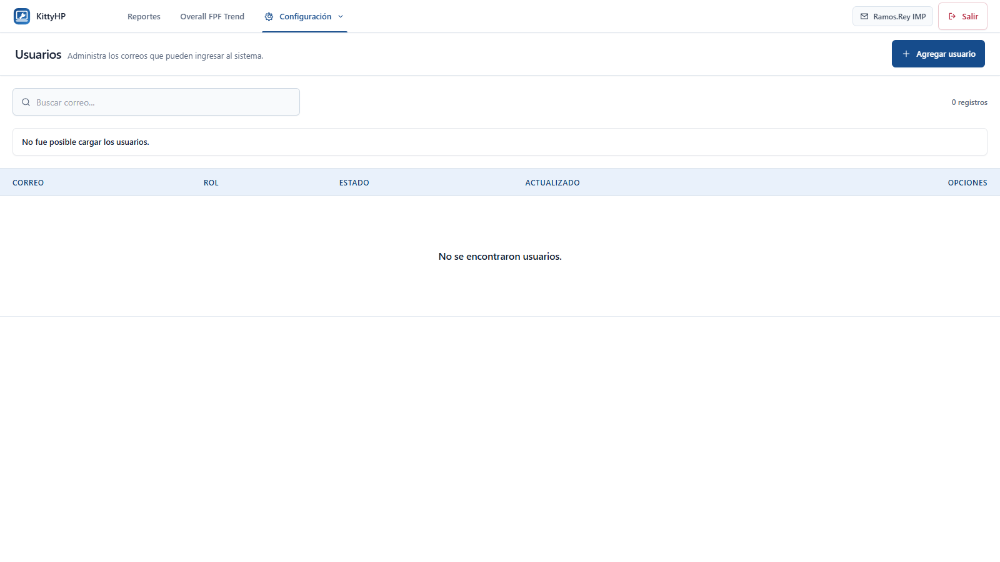 KittyHP
Reportes
Overall FPF Trend
Configuración
Ramos.Rey IMP
Salir
Usuarios
Administra los correos que pueden ingresar al sistema.
Agregar usuario
Buscar correo...
0 registros
No fue posible cargar los usuarios.
CORREO
ROL
ESTADO
ACTUALIZADO
OPCIONES
No se encontraron usuarios.